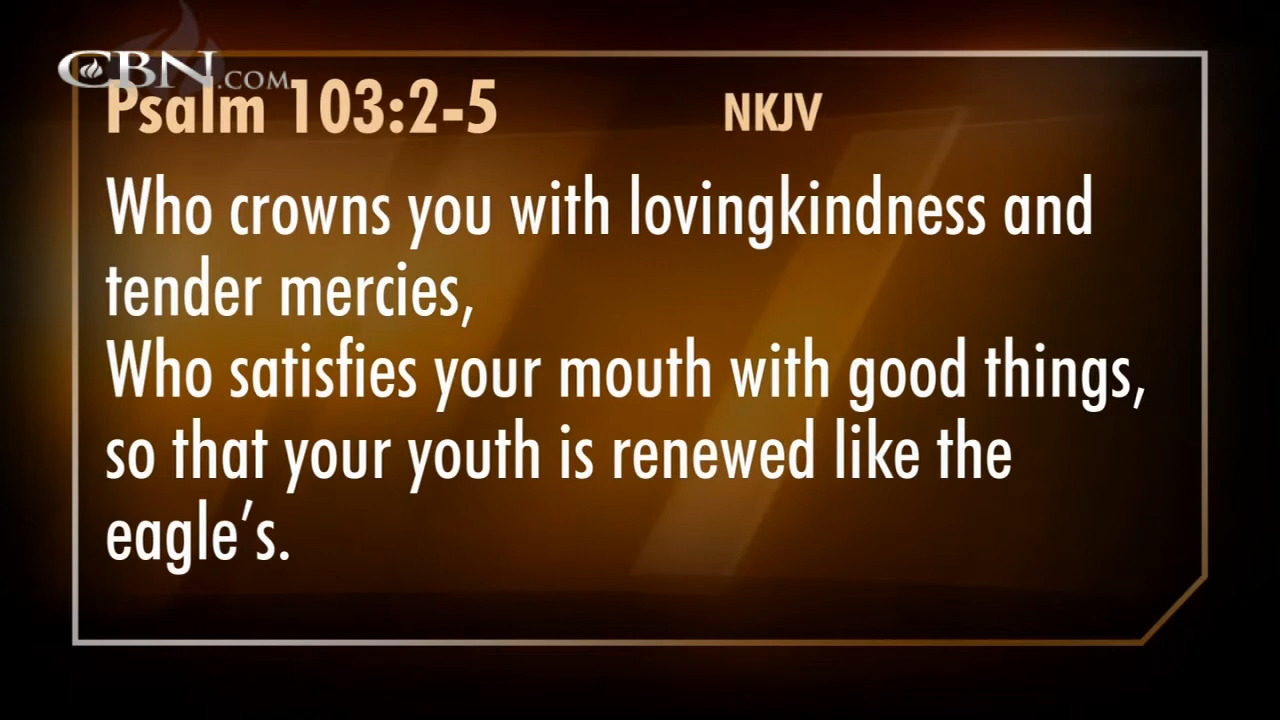 CBN.COM
Psalm 103:2-5 NKJV
Who crowns you with lovingkindness and
tender mercies,
Who satisfies your mouth with good things,
so that your youth is renewed like the
eagle’s.